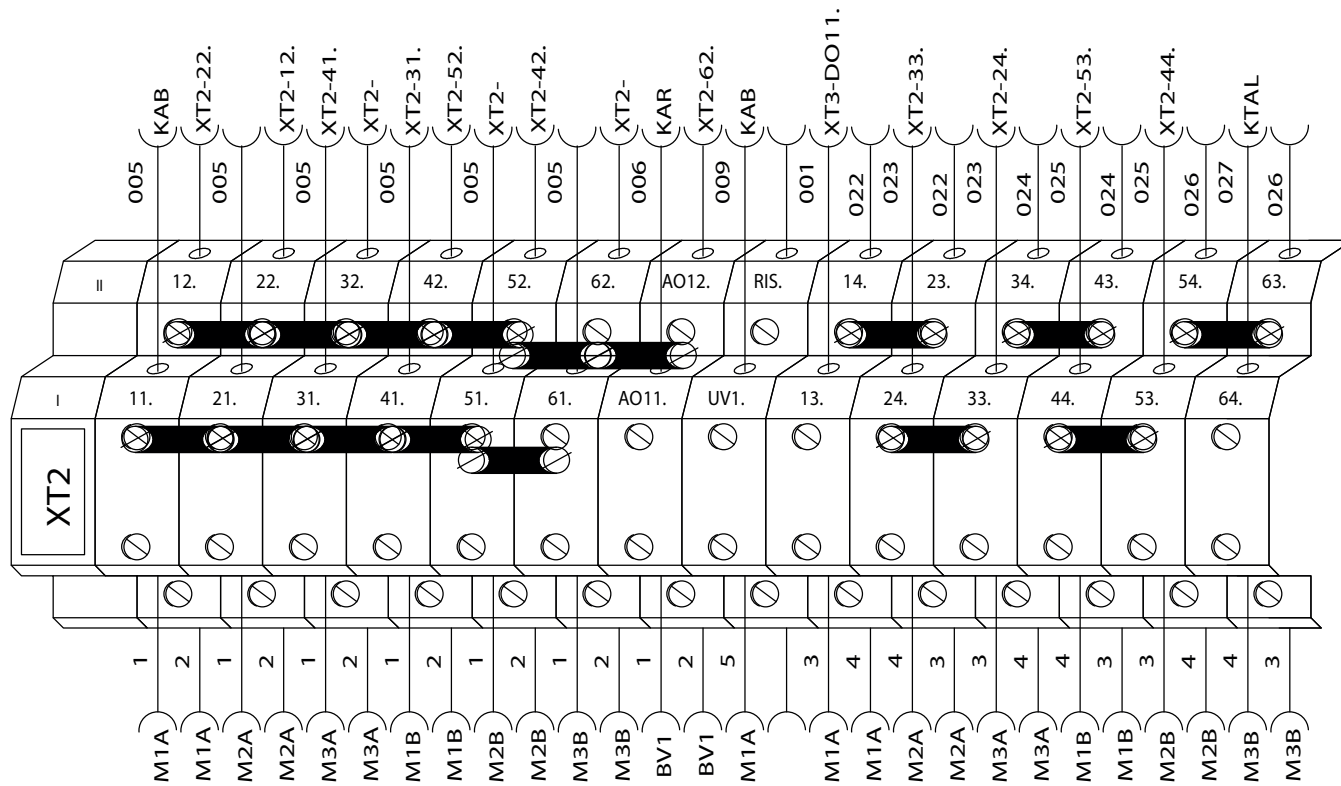 KAB
XT2-22.
XT2-12.
XT2-41.
XT2-
XT2-31.
XT2-52.
XT2-
XT2-42.
XT2-
KAR
XT2-62.
KAB
XT3-DO11.
XT2-33.
XT2-24.
XT2-53.
XT2-44.
KTAL
005
005
005
005
005
005
006
009
001
022
023
022
023
024
025
024
025
026
027
026
II 12. 22. 32. 42. 52. 62. AO12. RIS. 14. 23. 34. 43. 54. 63.
I 11. 21. 31. 41. 51. 61. AO11. UV1. 13. 24. 33. 44. 53. 64.
XT2
1
2
1
2
1
2
1
2
1
2
1
2
1
2
5
3
4
4
3
3
4
4
3
3
4
4
3
M1A
M1A
M2A
M2A
M3A
M3A
M1B
M1B
M2B
M2B
M3B
M3B
BV1
BV1
M1A
M1A
M1A
M2A
M2A
M3A
M3A
M1B
M1B
M2B
M2B
M3B
M3B